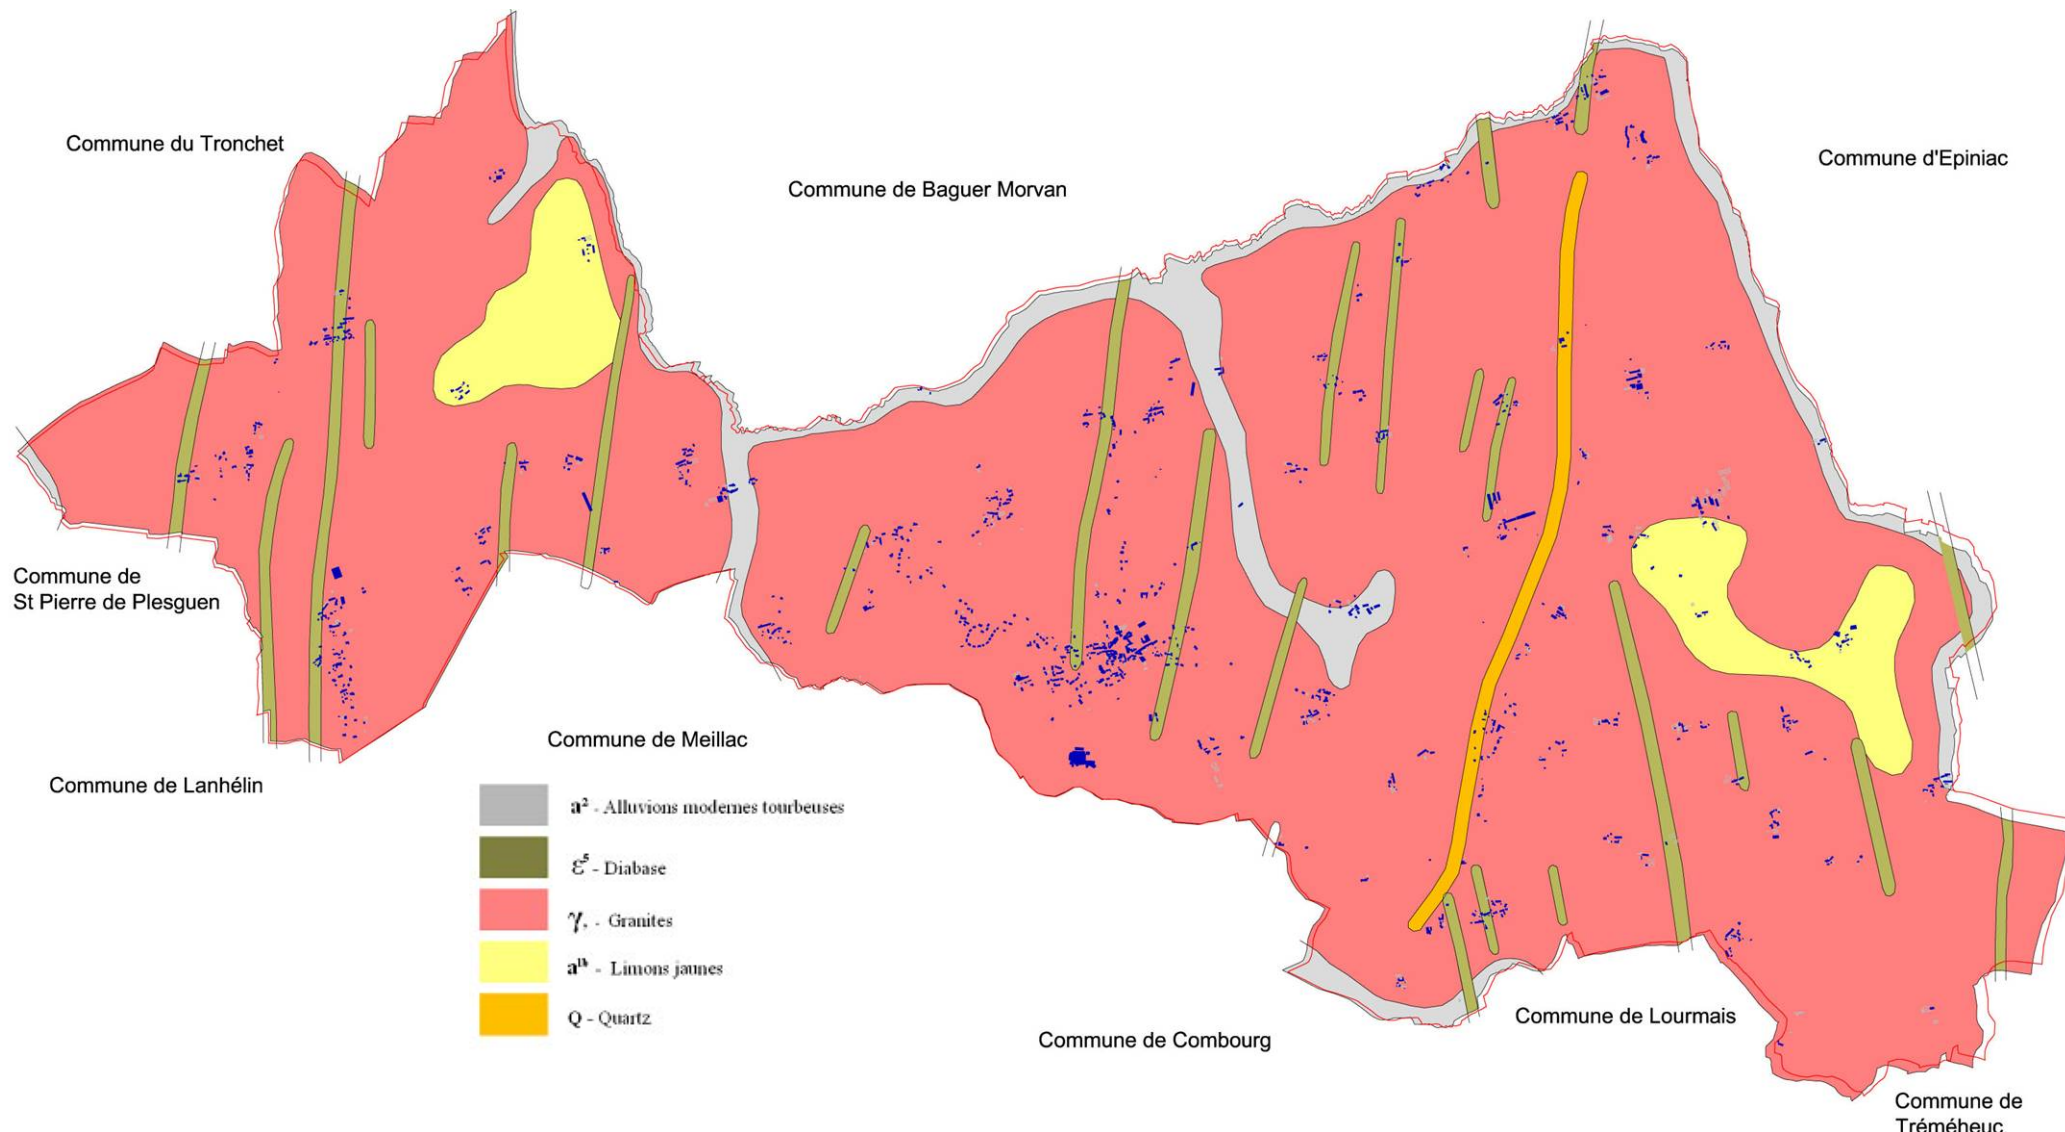 Commune du Tronchet
Commune de Baguer Morvan
Commune d'Epiniac
Commune de
St Pierre de Plesguen
Commune de Meillac
Commune de Lanhélin
a² - Alluvions modernes tourbeuses
ε⁵ - Diabase
γ, - Granites
aᴵᵇ - Limons jaunes
Q - Quartz
Commune de Lourmais
Commune de Combourg
Commune de
Tréméheuc